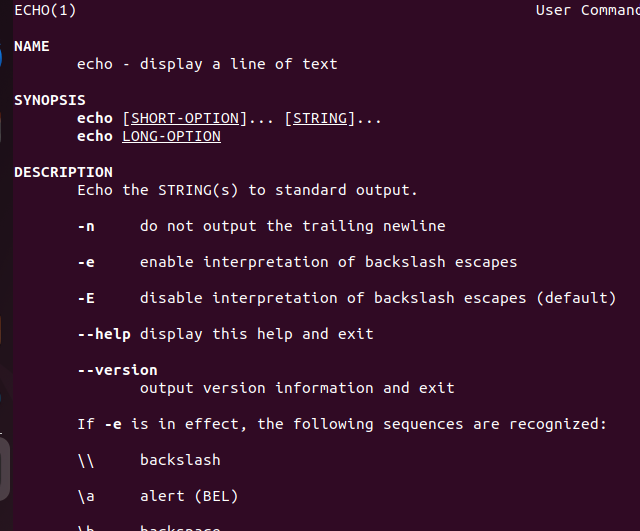 ECHO(1) User Command
NAME
echo - display a line of text
SYNOPSIS
echo [SHORT-OPTION]... [STRING]...
echo LONG-OPTION
DESCRIPTION
Echo the STRING(s) to standard output.
-n do not output the trailing newline
-e enable interpretation of backslash escapes
-E disable interpretation of backslash escapes (default)
--help display this help and exit
--version
output version information and exit
If -e is in effect, the following sequences are recognized:
\\ backslash
\a alert (BEL)
\b backspace